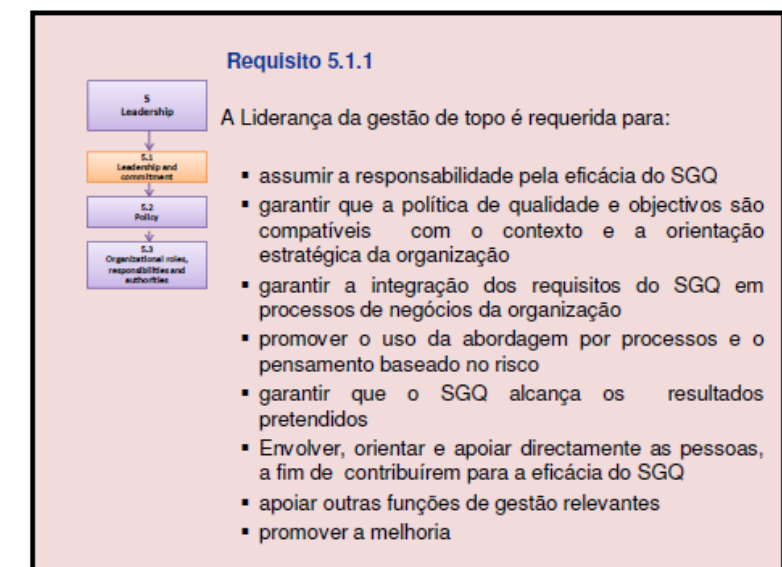 Requisito 5.1.1
5
Leadership
5.1
Leadership and
commitment
5.2
Policy
5.3
Organizational roles,
responsibilities and
authorities
A Liderança da gestão de topo é requerida para:
▪ assumir a responsabilidade pela eficácia do SGQ
▪ garantir que a política de qualidade e objectivos são
compatíveis com o contexto e a orientação
estratégica da organização
▪ garantir a integração dos requisitos do SGQ em
processos de negócios da organização
▪ promover o uso da abordagem por processos e o
pensamento baseado no risco
▪ garantir que o SGQ alcança os resultados
pretendidos
▪ Envolver, orientar e apoiar directamente as pessoas,
a fim de contribuírem para a eficácia do SGQ
▪ apoiar outras funções de gestão relevantes
▪ promover a melhoria